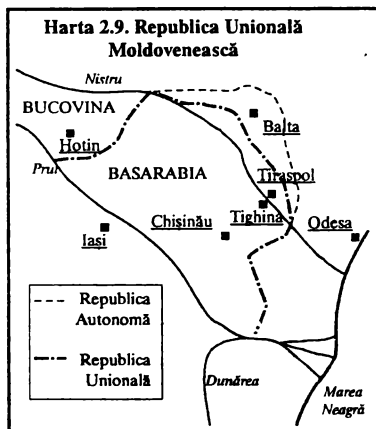 Harta 2.9. Republica Unională
Moldovenească
Nistru
BUCOVINA
Hotin
Balta
Prut
BASARABIA
Tiraspol
Tighina
Chișinău
Odesa
Iași
Republica
Autonomă
Republica
Unională
Dunărea
Marea
Neagră